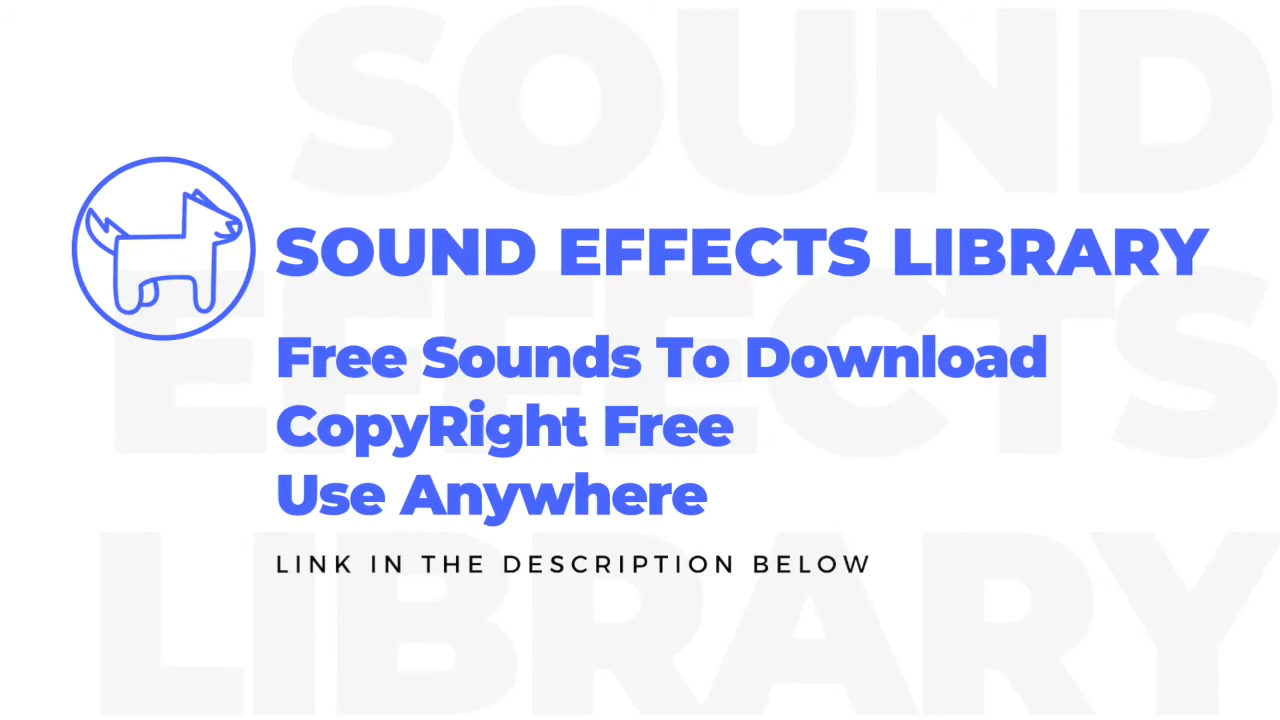 SOUND
EFFECTS
LIBRARY
SOUND EFFECTS LIBRARY
Free Sounds To Download
CopyRight Free
Use Anywhere
LINK IN THE DESCRIPTION BELOW